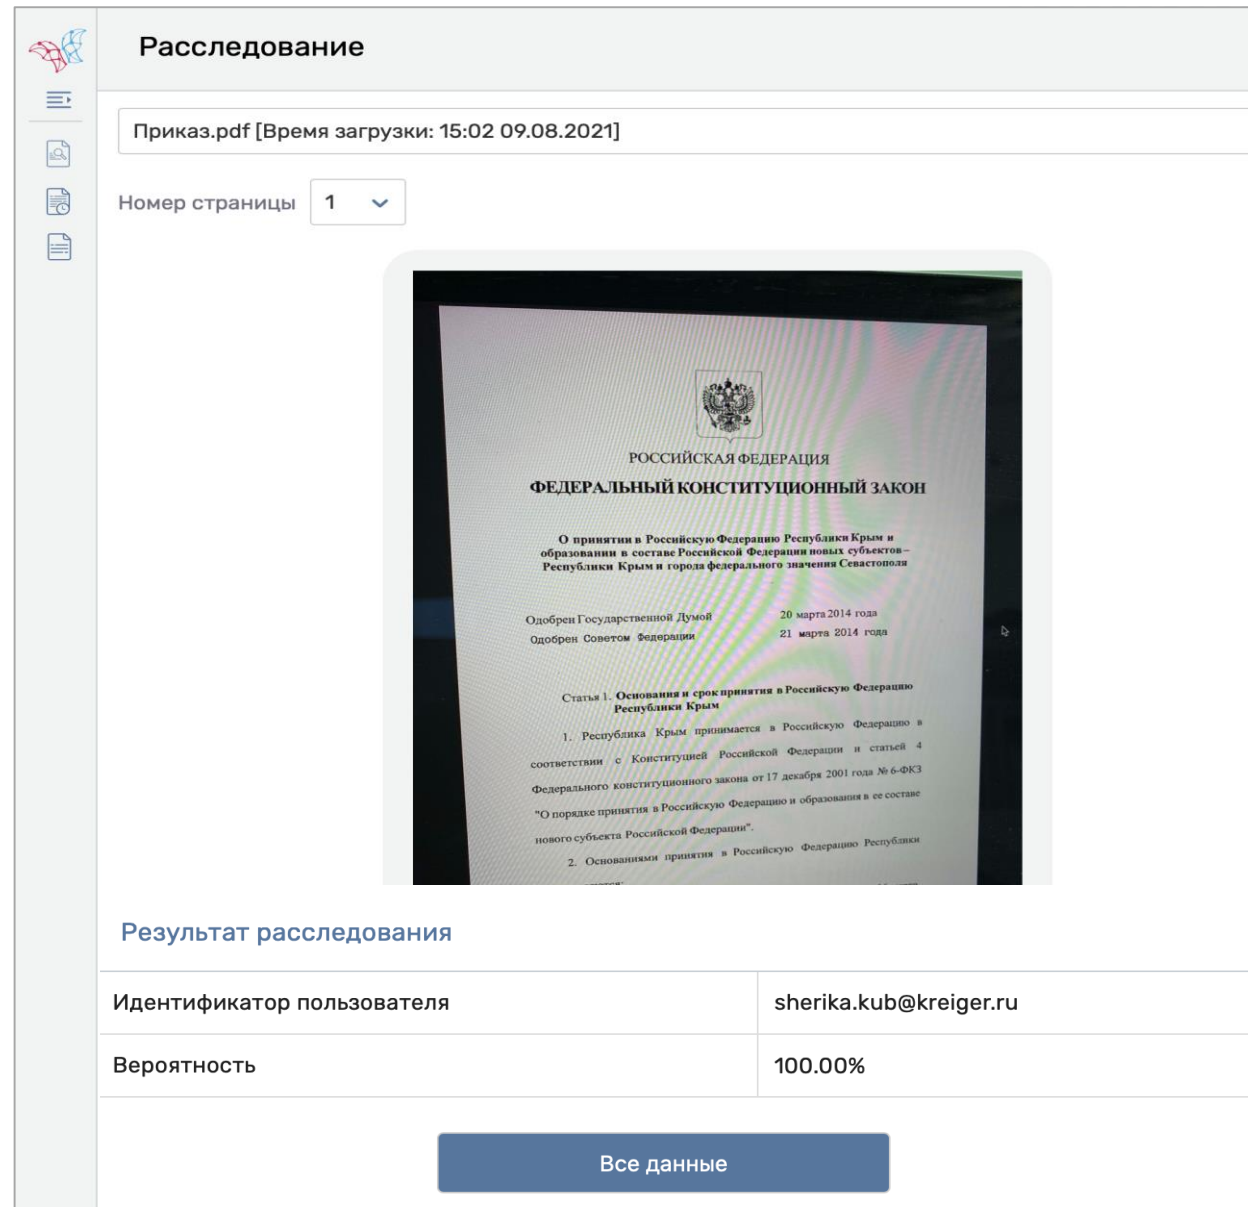 Расследование
Приказ.pdf [Время загрузки: 15:02 09.08.2021]
Номер страницы 1
РОССИЙСКАЯ ФЕДЕРАЦИЯ
ФЕДЕРАЛЬНЫЙ КОНСТИТУЦИОННЫЙ ЗАКОН
О принятии в Российскую Федерацию Республики Крым и
образовании в составе Российской Федерации новых субъектов –
Республики Крым и города федерального значения Севастополя
Одобрен Государственной Думой 20 марта 2014 года
Одобрен Советом Федерации 21 марта 2014 года
Статья 1. Основания и срок принятия в Российскую Федерацию
Республики Крым
1. Республика Крым принимается в Российскую Федерацию в
соответствии с Конституцией Российской Федерации и статьей 4
Федерального конституционного закона от 17 декабря 2001 года № 6-ФКЗ
"О порядке принятия в Российскую Федерацию и образования в ее составе
нового субъекта Российской Федерации".
2. Основаниями принятия в Российскую Федерацию Республики
Результат расследования
Идентификатор пользователя sherika.kub@kreiger.ru
Вероятность 100.00%
Все данные